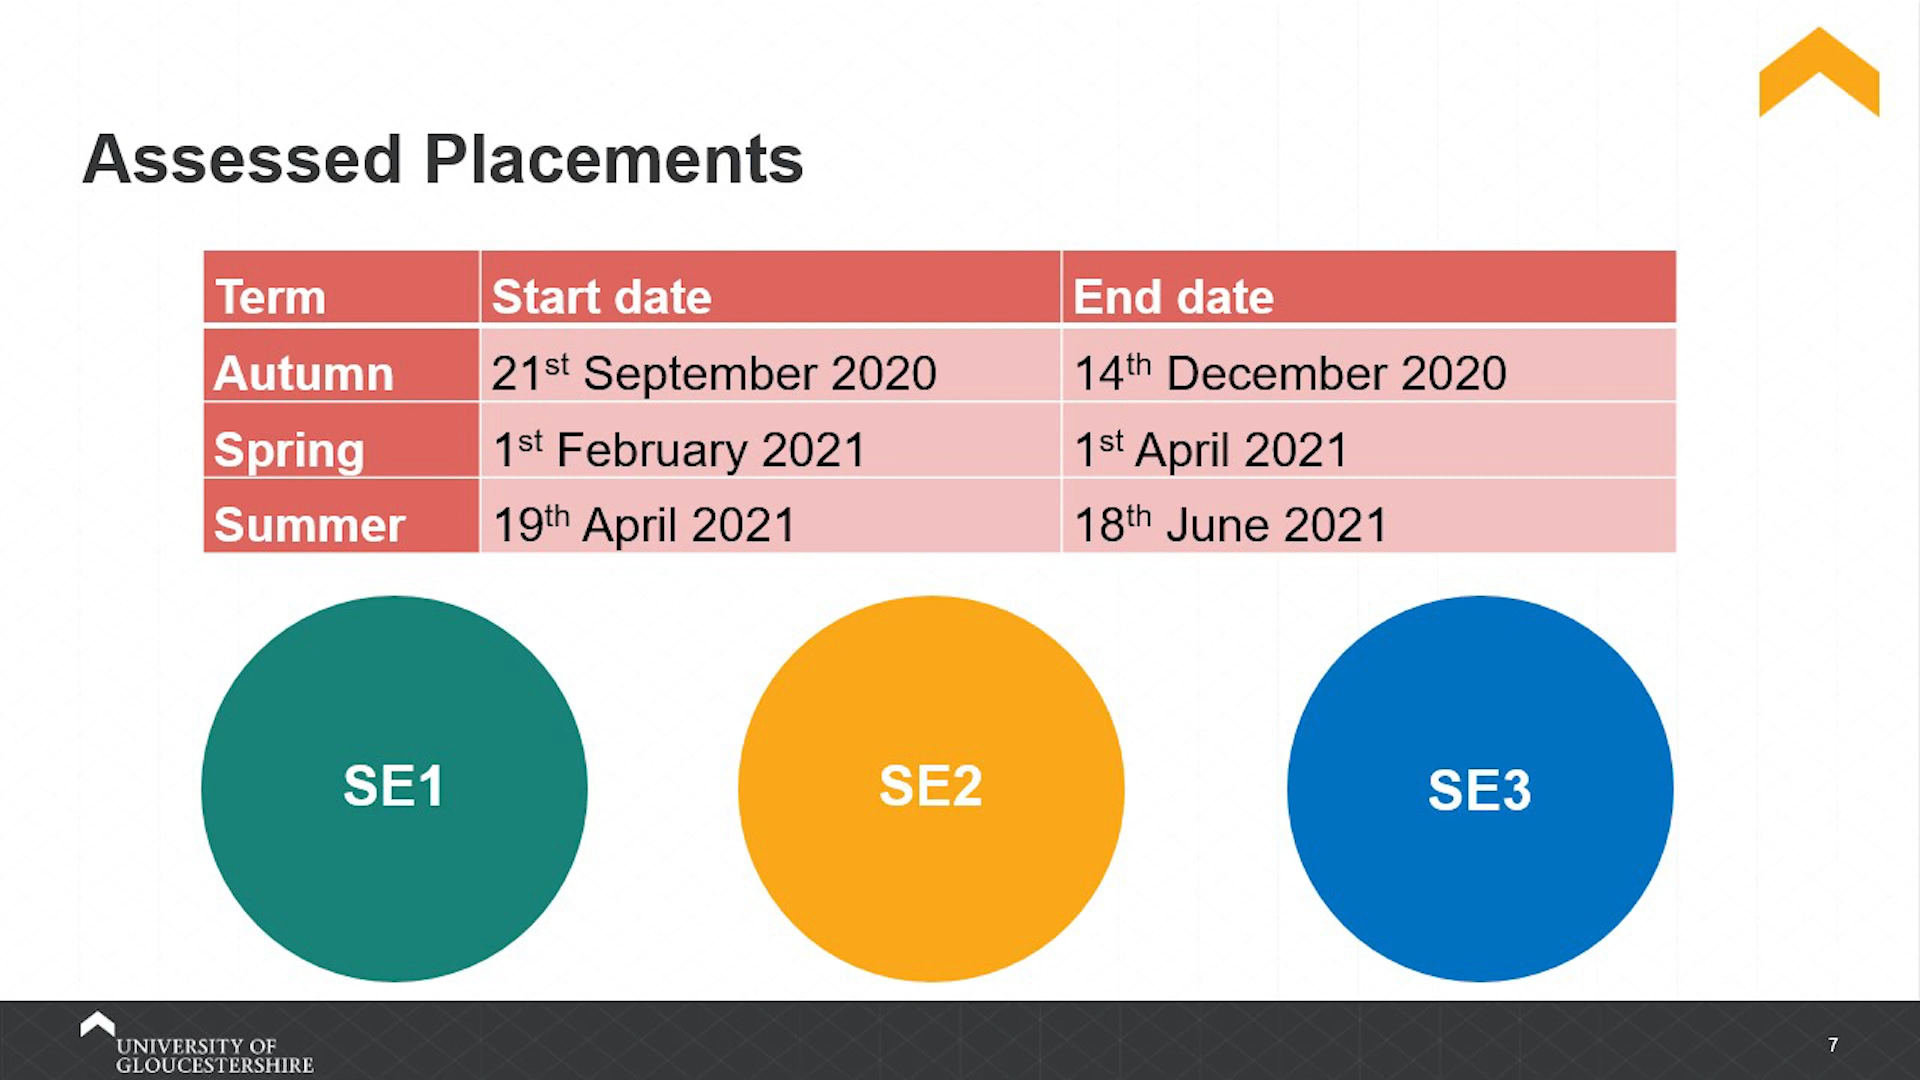 Assessed Placements
Term Start date End date
Autumn 21st September 2020 14th December 2020
Spring 1st February 2021 1st April 2021
Summer 19th April 2021 18th June 2021
SE1 SE2 SE3
UNIVERSITY OF
GLOUCESTERSHIRE
7